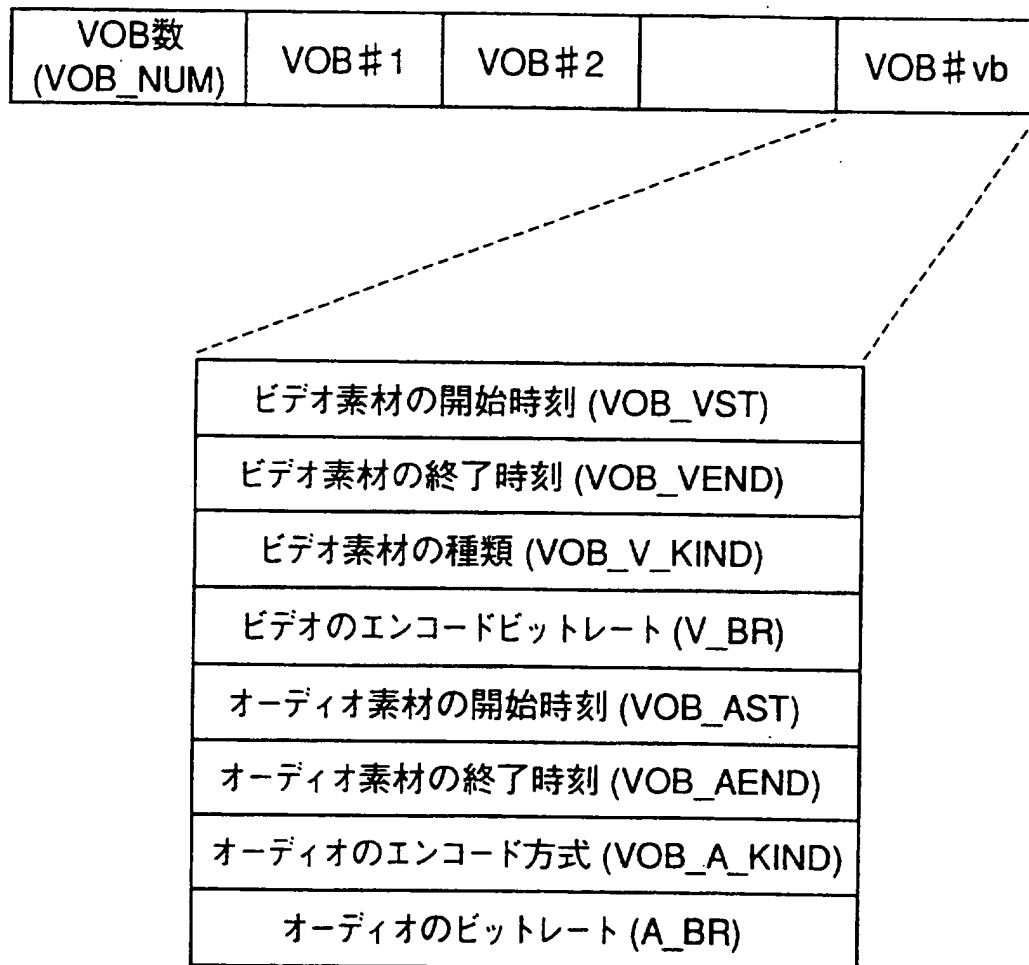 VOB数
(VOB_NUM)
VOB#1
VOB#2
VOB#vb
ビデオ素材の開始時刻 (VOB_VST)
ビデオ素材の終了時刻 (VOB_VEND)
ビデオ素材の種類 (VOB_V_KIND)
ビデオのエンコードビットレート (V_BR)
オーディオ素材の開始時刻 (VOB_AST)
オーディオ素材の終了時刻 (VOB_AEND)
オーディオのエンコード方式 (VOB_A_KIND)
オーディオのビットレート (A_BR)